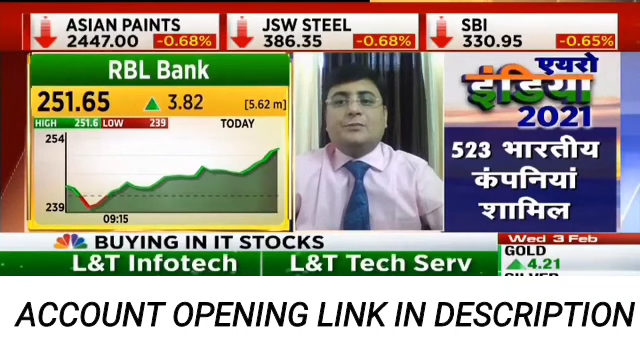 ASIAN PAINTS
2447.00 -0.68%
JSW STEEL
386.35 -0.68%
SBI
330.95 -0.65%
RBL Bank
251.65 3.82 [5.62 m]
HIGH 251.6 LOW 239 TODAY
254
239
09:15
एयरो
इंडिया
2021
523 भारतीय
कंपनियां
शामिल
BUYING IN IT STOCKS
L&T Infotech L&T Tech Serv
Wed 3 Feb
GOLD
4.21
SILVER
ACCOUNT OPENING LINK IN DESCRIPTION